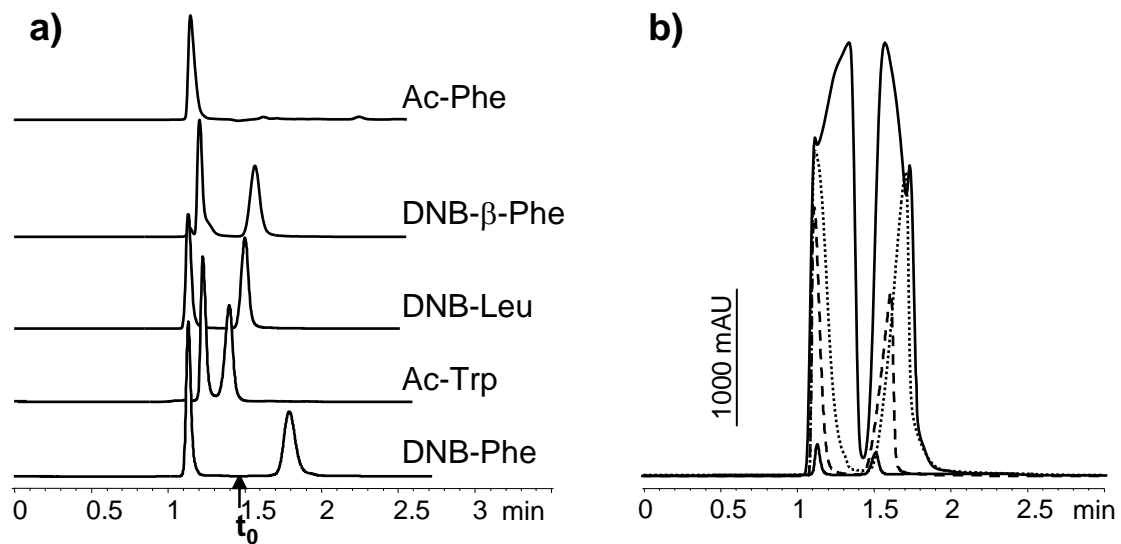 a)
Ac-Phe
DNB-β-Phe
DNB-Leu
Ac-Trp
DNB-Phe
0 0.5 1 1.5 2 2.5 3 min
t0
b)
1000 mAU
0 0.5 1 1.5 2 2.5 min